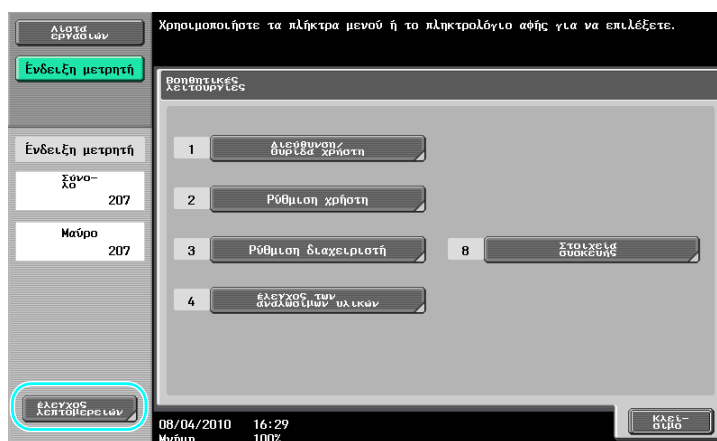 Λίστα
εργασιών
Χρησιμοποιήστε τα πλήκτρα μενού ή το πληκτρολόγιο αφής για να επιλέξετε.
Ένδειξη μετρητή
Βοηθητικές
λειτουργίες
Ένδειξη μετρητή
Σύνο-
λο
207
Μαύρο
207
1 Διεύθυνση/
θυρίδα χρήστη
2 Ρύθμιση χρήστη
3 Ρύθμιση διαχειριστή
8 Στοιχεία
συσκευής
4 έλεγχος των
αναλώσιμων υλικών
έλεγχος
λεπτομερειών
08/04/2010 16:29
Μνήμη 100%
Κλεί-
σιμο